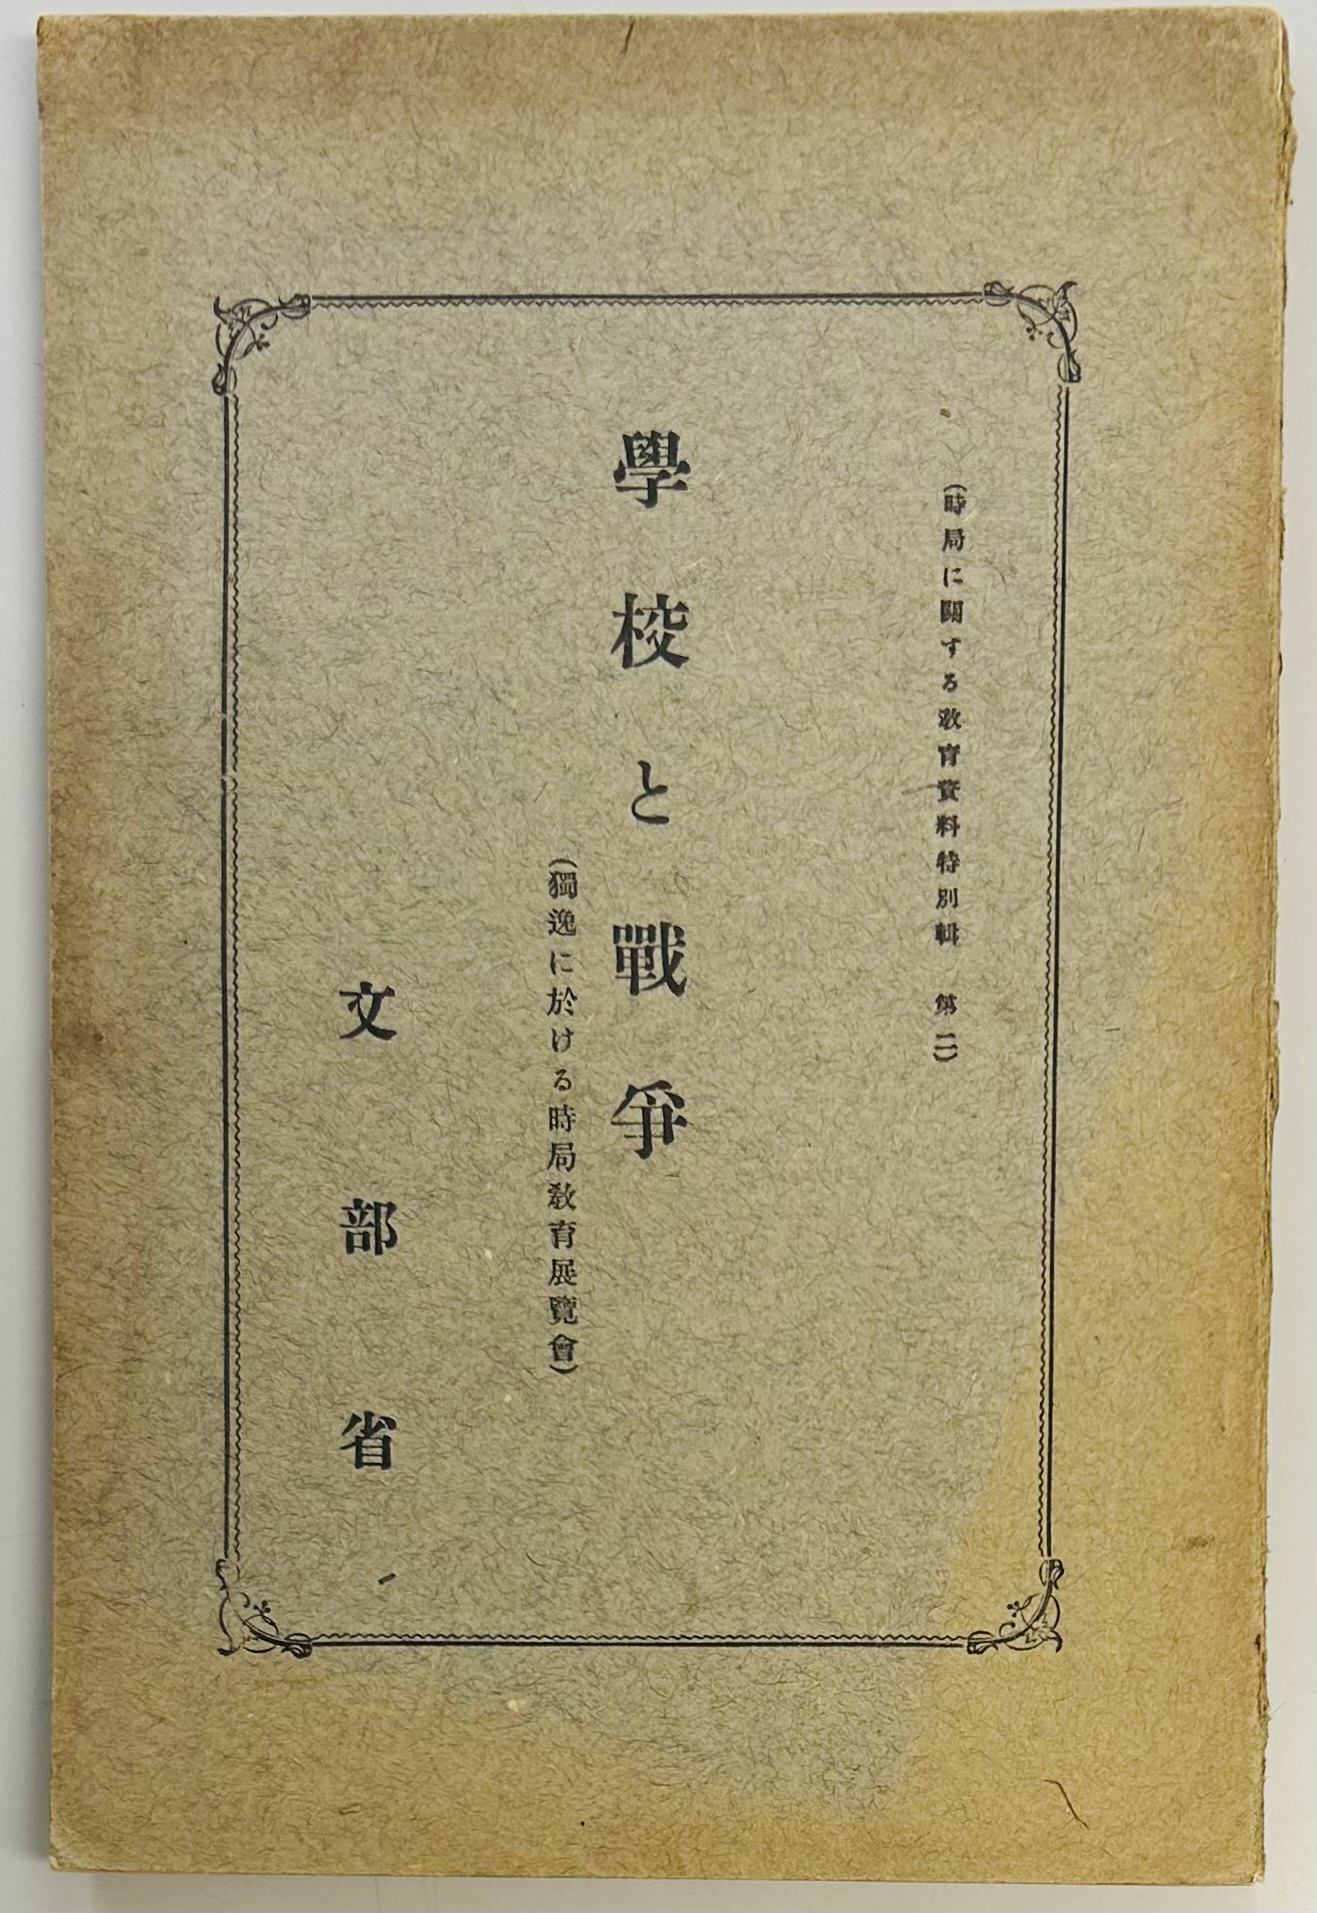 (時局に關する敎育資料特別輯　第二)
學校と戰爭
(獨逸に於ける時局敎育展覽會)
文部省